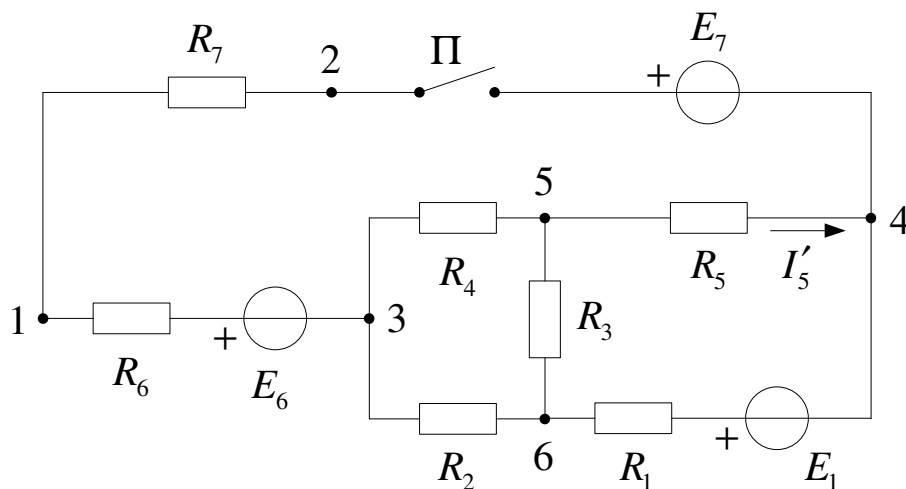 R₇
2
П
+
E₇
5
4
R₄
R₅
I′₅
1
3
R₃
R₆
+
E₆
R₂
6
R₁
+
E₁